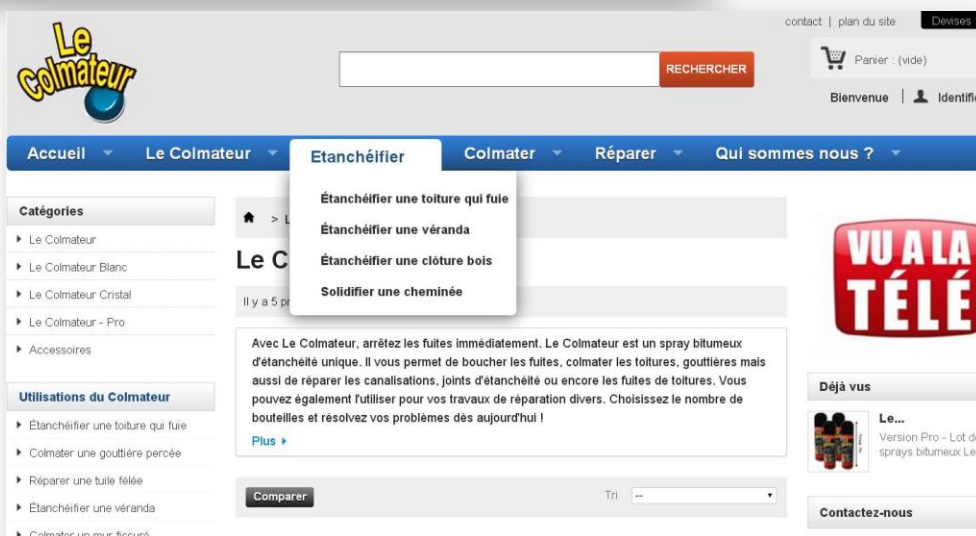 contact | plan du site Devises
Le Colmateur
RECHERCHER
Panier : (vide)
Bienvenue | Identifi
Accueil Le Colmateur Etanchéifier Colmater Réparer Qui sommes nous ?
Étanchéifier une toiture qui fuie
Étanchéifier une véranda
Étanchéifier une clôture bois
Solidifier une cheminée
Catégories
Le Colmateur
Le Colmateur Blanc
Le Colmateur Cristal
Le Colmateur - Pro
Accessoires
Utilisations du Colmateur
Étanchéifier une toiture qui fuie
Colmater une gouttière percée
Réparer une tuile fêlée
Étanchéifier une véranda
Colmater un mur fissuré
> L
Le C
Il y a 5 pr
Avec Le Colmateur, arrêtez les fuites immédiatement. Le Colmateur est un spray bitumeux
d'étanchéité unique. Il vous permet de boucher les fuites, colmater les toitures, gouttières mais
aussi de réparer les canalisations, joints d'étanchéité ou encore les fuites de toitures. Vous
pouvez également l'utiliser pour vos travaux de réparation divers. Choisissez le nombre de
bouteilles et résolvez vos problèmes dès aujourd'hui !
Plus
Comparer
Tri --
VU A LA
TÉLÉ
Déjà vus
Le...
Version Pro - Lot de
sprays bitumeux Le
Contactez-nous